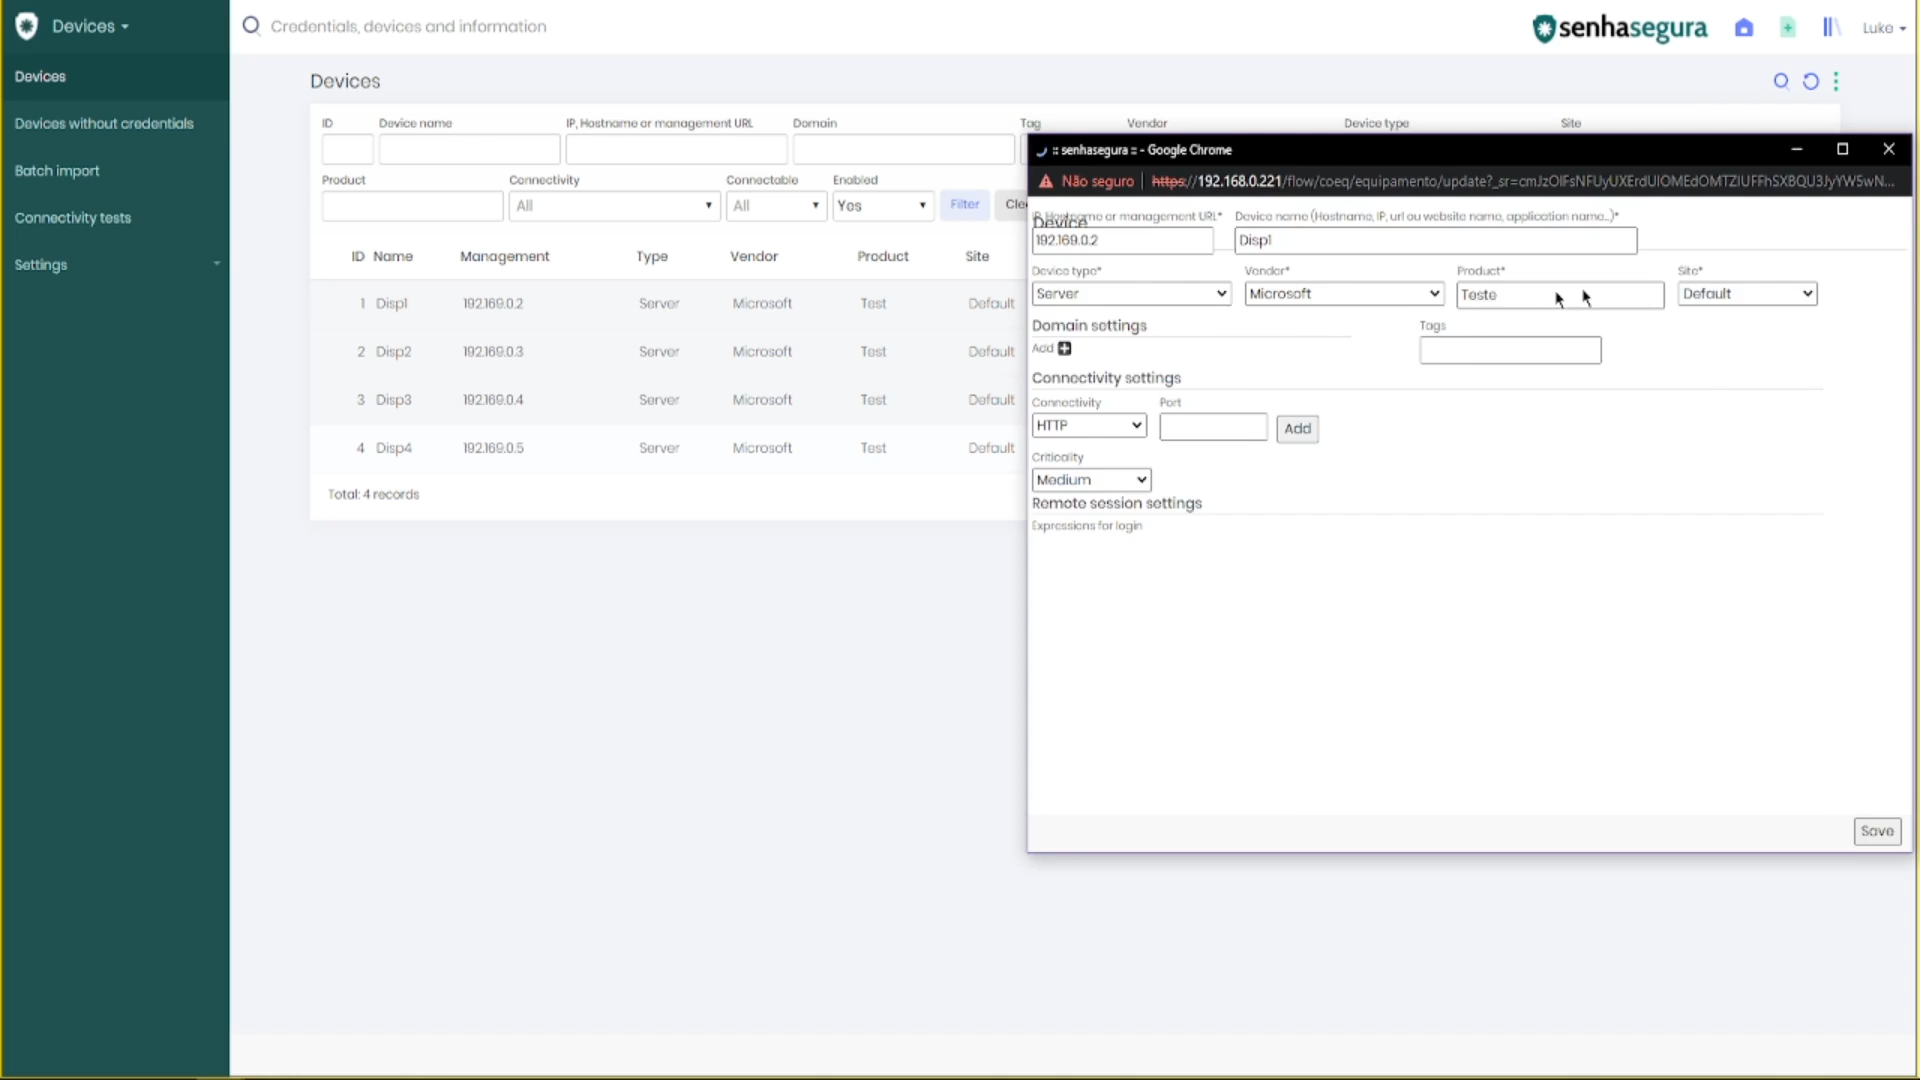 Devices
Credentials, devices and information
senhasegura
Luke
Devices
Devices without credentials
Batch import
Connectivity tests
Settings
Devices
ID Device name IP, Hostname or management URL Domain Tag Vendor Device type Site
Product Connectivity Connectable Enabled
All All Yes Filter Cle
ID Name Management Type Vendor Product Site
1 Disp1 192.169.0.2 Server Microsoft Test Default
2 Disp2 192.169.0.3 Server Microsoft Test Default
3 Disp3 192.169.0.4 Server Microsoft Test Default
4 Disp4 192.169.0.5 Server Microsoft Test Default
Total: 4 records
:: senhasegura :: - Google Chrome
Não seguro https://192.168.0.221/flow/coeq/equipamento/update?_sr=
Device
IP, Hostname or management URL* Device name (Hostname, IP, url ou website name, application name...)*
192.169.0.2 Disp1
Device type* Vendor* Product* Site*
Server Microsoft Teste Default
Domain settings Tags
Add
Connectivity settings
Connectivity Port
HTTP Add
Criticality
Medium
Remote session settings
Expressions for login
Save